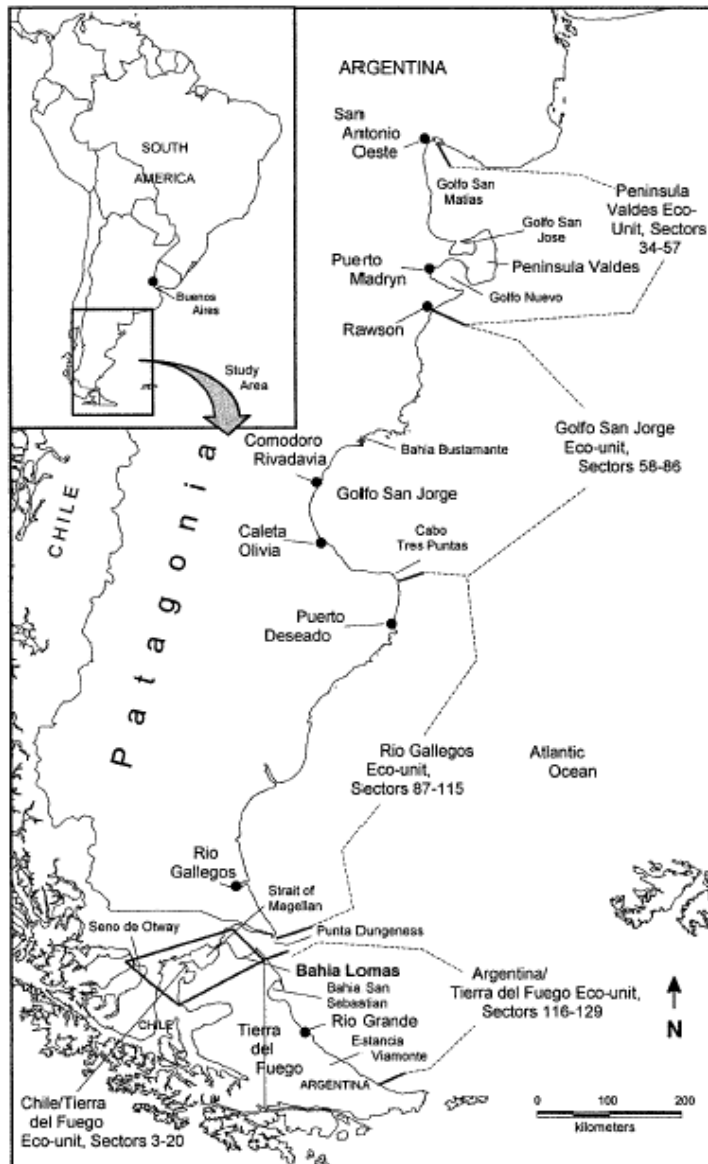 SOUTH
AMERICA
Buenos
Aires
Study
Area
ARGENTINA
San
Antonio
Oeste
Golfo San
Matias
Peninsula
Valdes Eco-
Unit, Sectors
34-57
Golfo San
Jose
Puerto
Madryn
Peninsula Valdes
Golfo Nuevo
Rawson
Golfo San Jorge
Eco-unit,
Sectors 58-86
Bahia Bustamante
Comodoro
Rivadavia
Golfo San Jorge
CHILE
Patagonia
Caleta
Olivia
Cabo
Tres Puntas
Puerto
Deseado
Rio Gallegos
Eco-unit,
Sectors 87-115
Atlantic
Ocean
Rio
Gallegos
Strait of
Magellan
Seno de Otway
Punta Dungeness
Bahia Lomas
Bahia San
Sebastian
Argentina/
Tierra del Fuego Eco-unit,
Sectors 116-129
N
CHILE
Tierra
del
Fuego
Rio Grande
Estancia
Viamonte
ARGENTINA
Chile/Tierra
del Fuego
Eco-unit, Sectors 3-20
0 100 200
kilometers